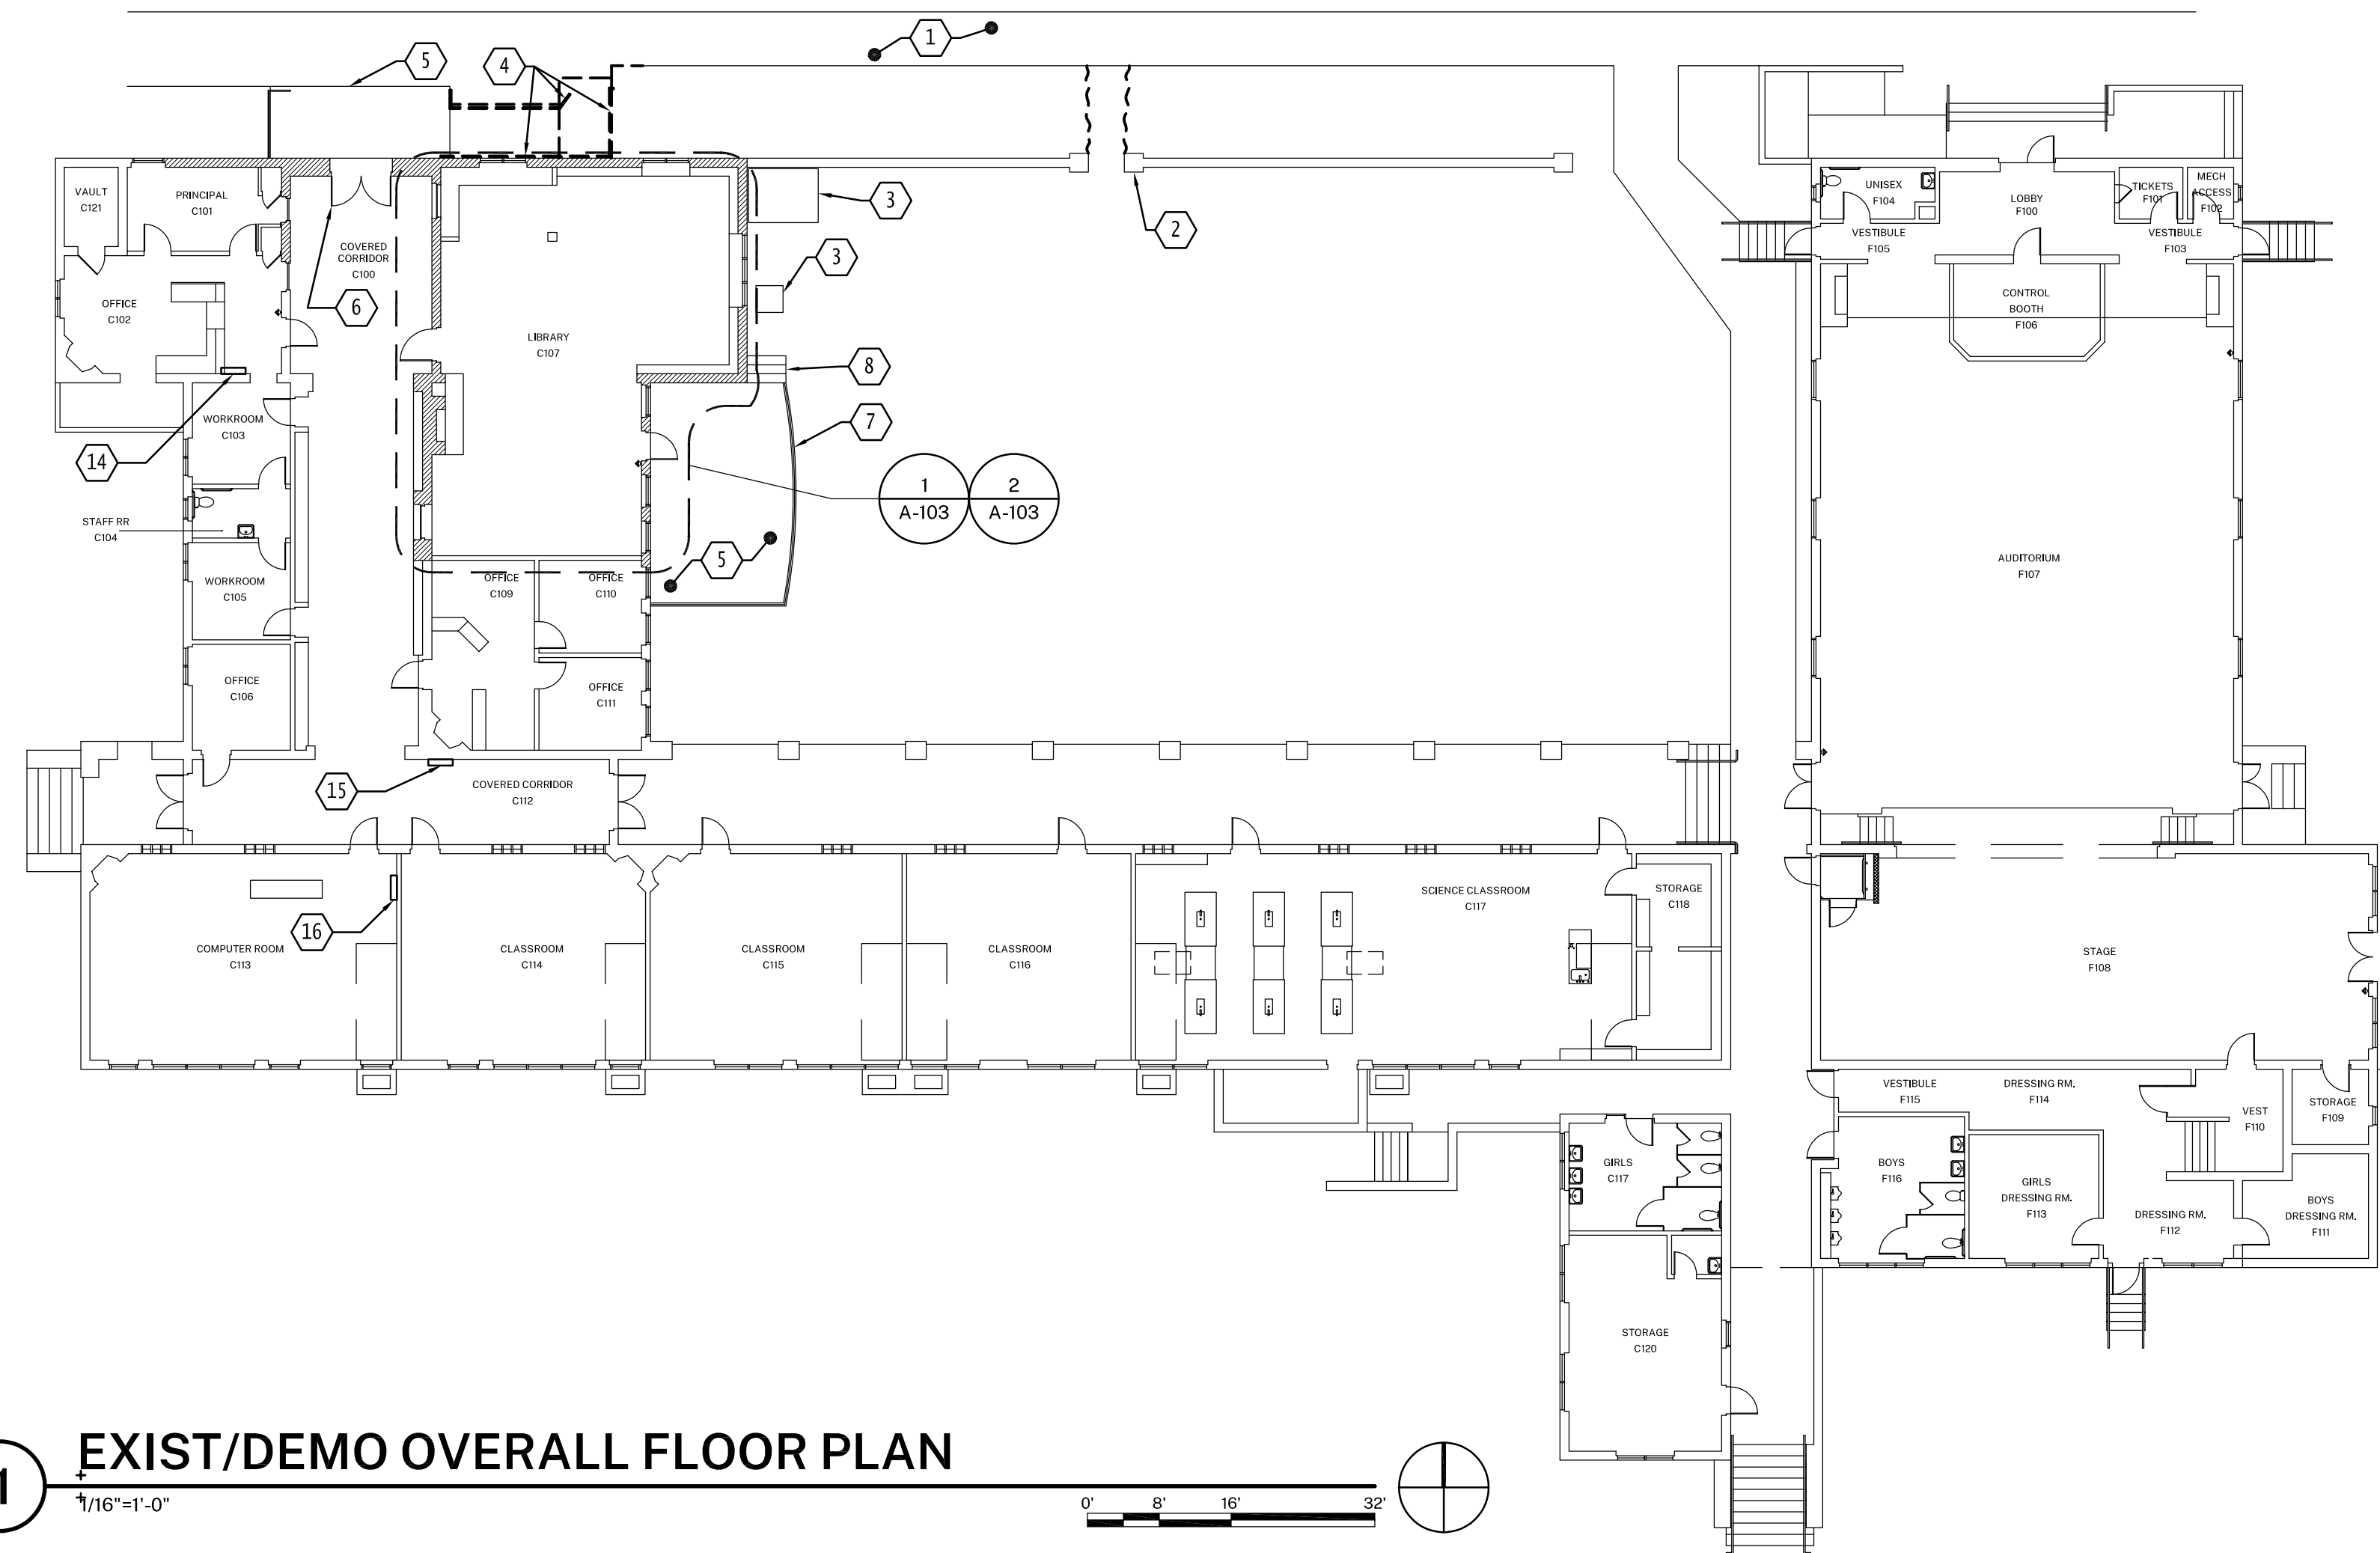 1
5
4
VAULT
C121
PRINCIPAL
C101
COVERED
CORRIDOR
C100
3
2
3
6
OFFICE
C102
LIBRARY
C107
8
7
WORKROOM
C103
14
1
A-103
2
A-103
STAFF RR
C104
5
WORKROOM
C105
OFFICE
C109
OFFICE
C110
OFFICE
C106
OFFICE
C111
15
COVERED CORRIDOR
C112
16
COMPUTER ROOM
C113
CLASSROOM
C114
CLASSROOM
C115
CLASSROOM
C116
SCIENCE CLASSROOM
C117
STORAGE
C118
UNISEX
F104
LOBBY
F100
TICKETS
F101
MECH
ACCESS
F102
VESTIBULE
F105
VESTIBULE
F103
CONTROL
BOOTH
F106
AUDITORIUM
F107
STAGE
F108
VESTIBULE
F115
DRESSING RM.
F114
VEST
F110
STORAGE
F109
GIRLS
C117
BOYS
F116
GIRLS
DRESSING RM.
F113
DRESSING RM.
F112
BOYS
DRESSING RM.
F111
STORAGE
C120
1
EXIST/DEMO OVERALL FLOOR PLAN
1/16"=1'-0"
0' 8' 16' 32'